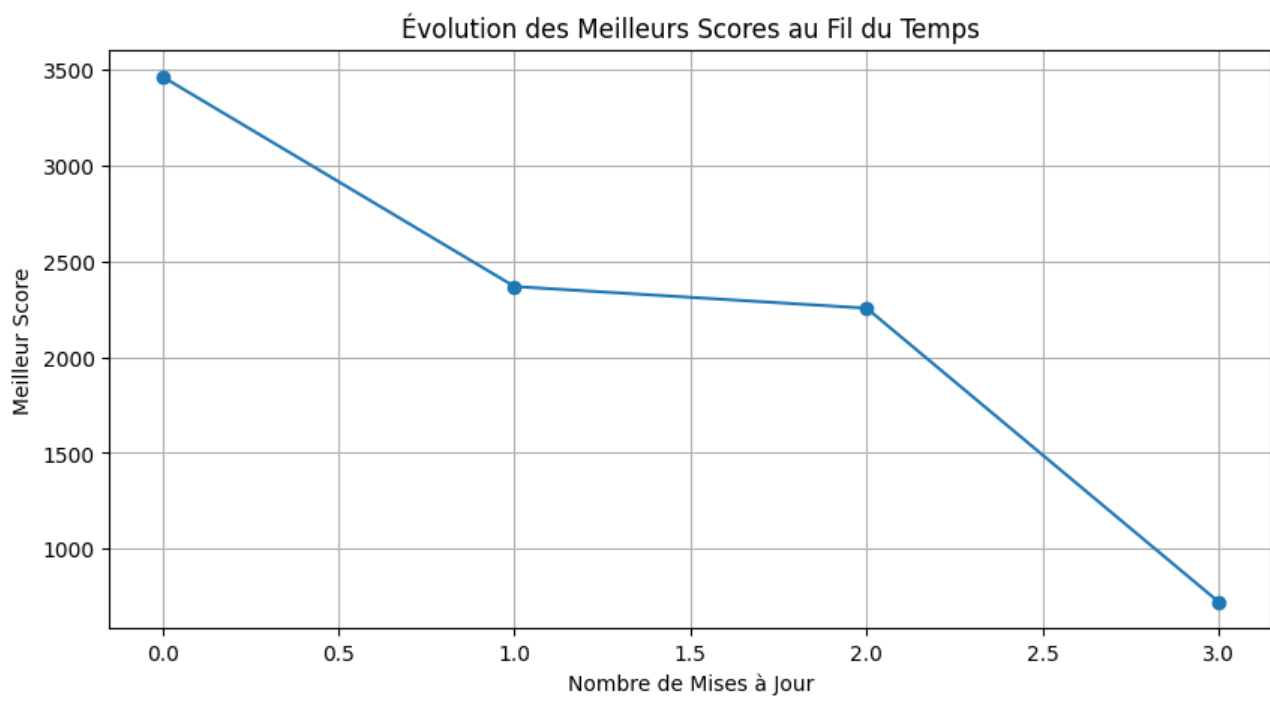 Évolution des Meilleurs Scores au Fil du Temps
3500
3000
2500
2000
1500
1000
Meilleur Score
0.0 0.5 1.0 1.5 2.0 2.5 3.0
Nombre de Mises à Jour